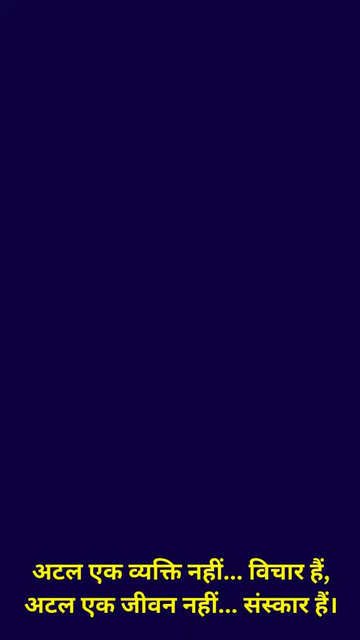 अटल एक व्यक्ति नहीं... विचार हैं,
अटल एक जीवन नहीं... संस्कार हैं।